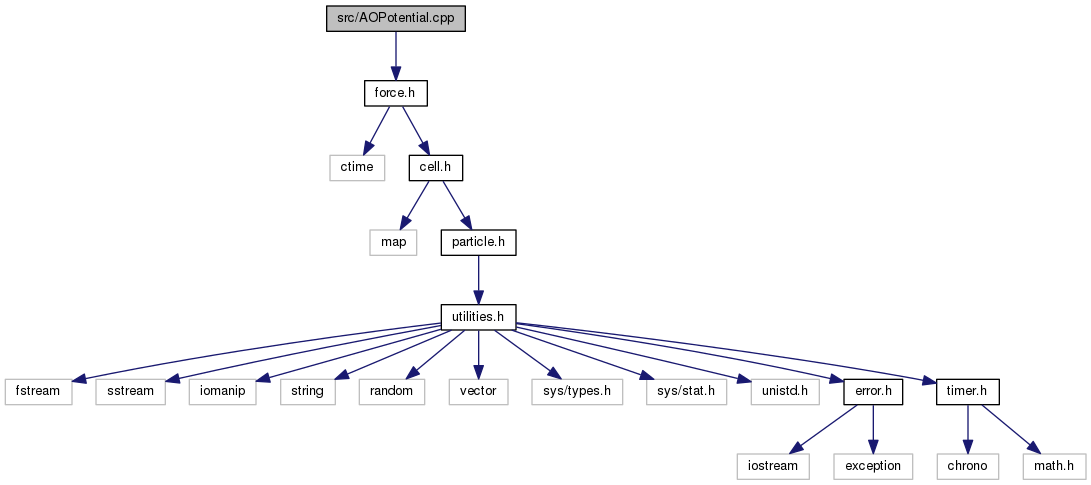 src/AOPotential.cpp
force.h
ctime
cell.h
map
particle.h
utilities.h
fstream
sstream
iomanip
string
random
vector
sys/types.h
sys/stat.h
unistd.h
error.h
timer.h
iostream
exception
chrono
math.h